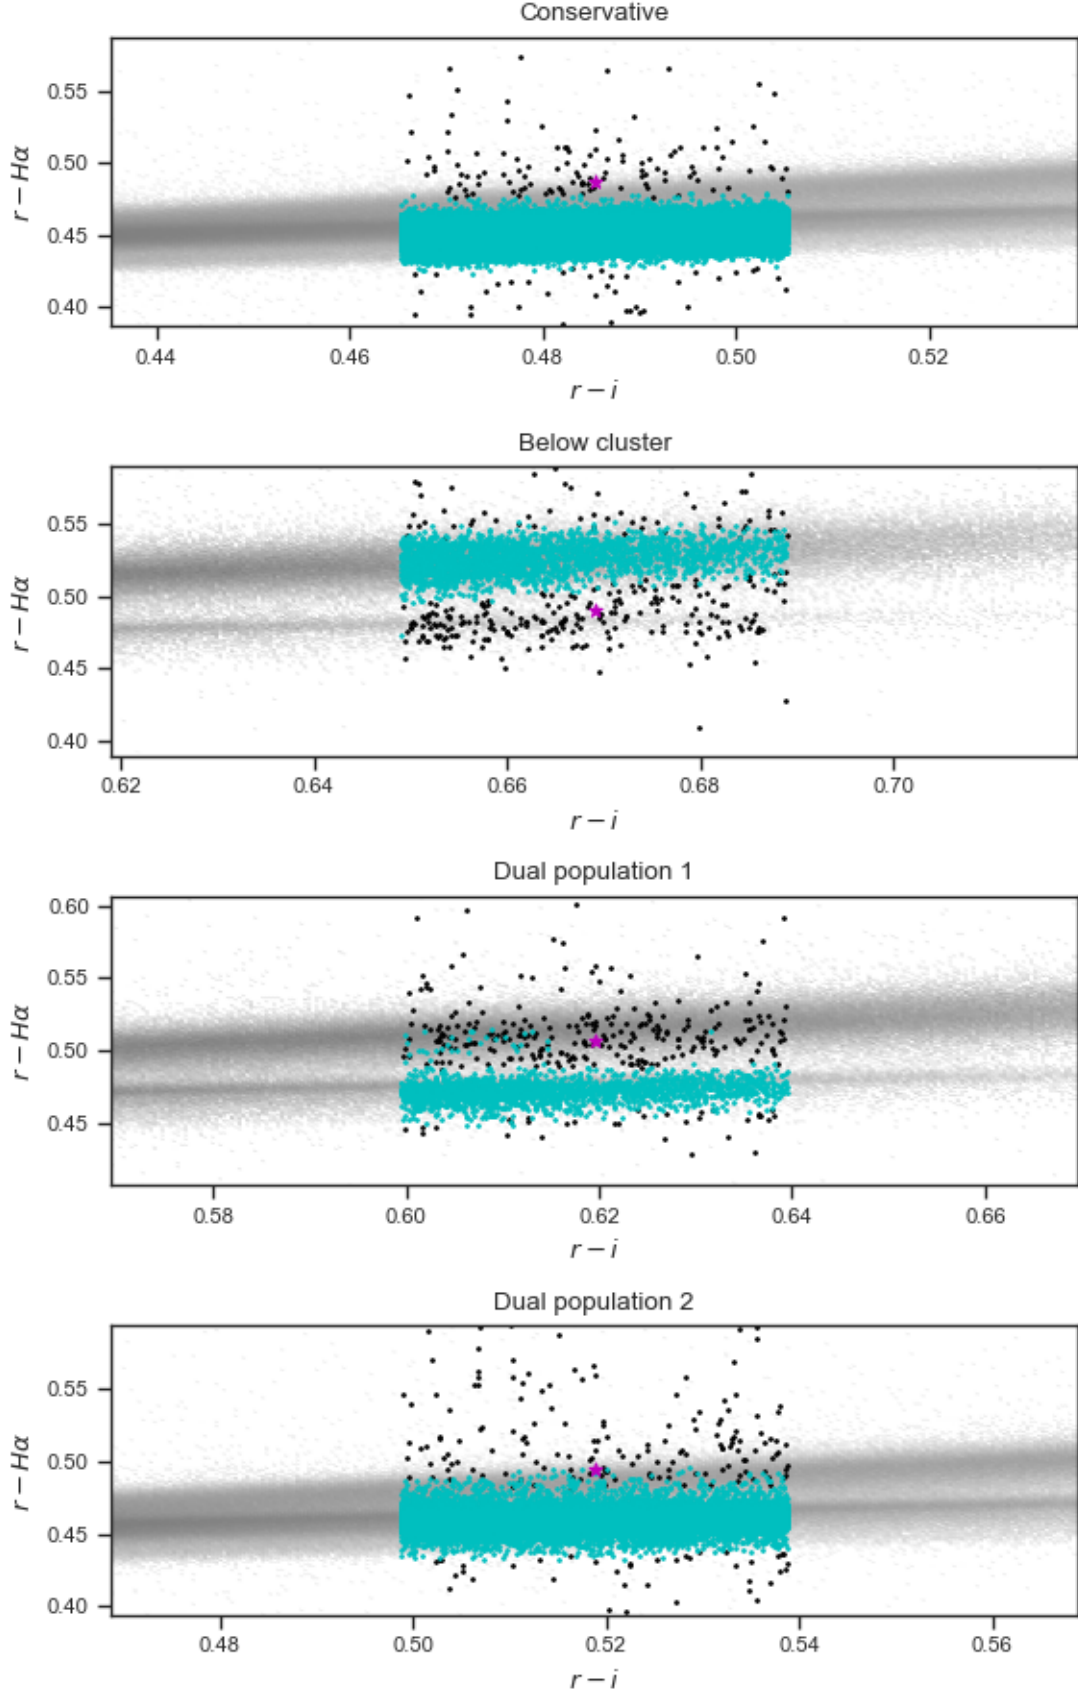 Conservative
0.55
0.50
0.45
0.40
r − Hα
0.44 0.46 0.48 0.50 0.52
r − i
Below cluster
0.55
0.50
0.45
0.40
r − Hα
0.62 0.64 0.66 0.68 0.70
r − i
Dual population 1
0.60
0.55
0.50
0.45
r − Hα
0.58 0.60 0.62 0.64 0.66
r − i
Dual population 2
0.55
0.50
0.45
0.40
r − Hα
0.48 0.50 0.52 0.54 0.56
r − i